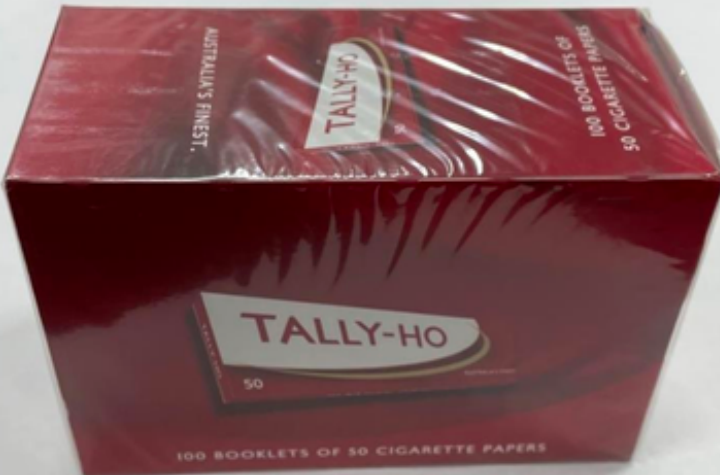 AUSTRALIA'S FINEST.
TALLY-HO
100 BOOKLETS OF
50 CIGARETTE PAPERS
TALLY-HO
50
100 BOOKLETS OF 50 CIGARETTE PAPERS